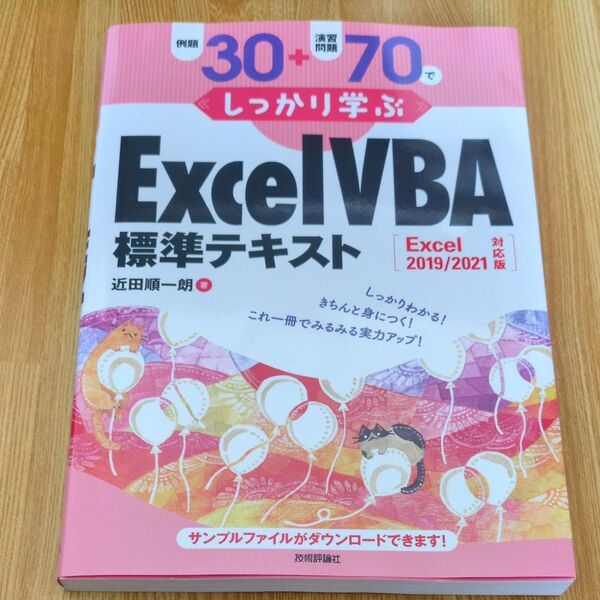 例題30+演習問題70で
しっかり学ぶ
ExcelVBA
標準テキスト
[Excel 2019/2021 対応版]
近田順一朗 著
しっかりわかる!
きちんと身につく!
これ一冊でみるみる実力アップ!
サンプルファイルがダウンロードできます!
技術評論社